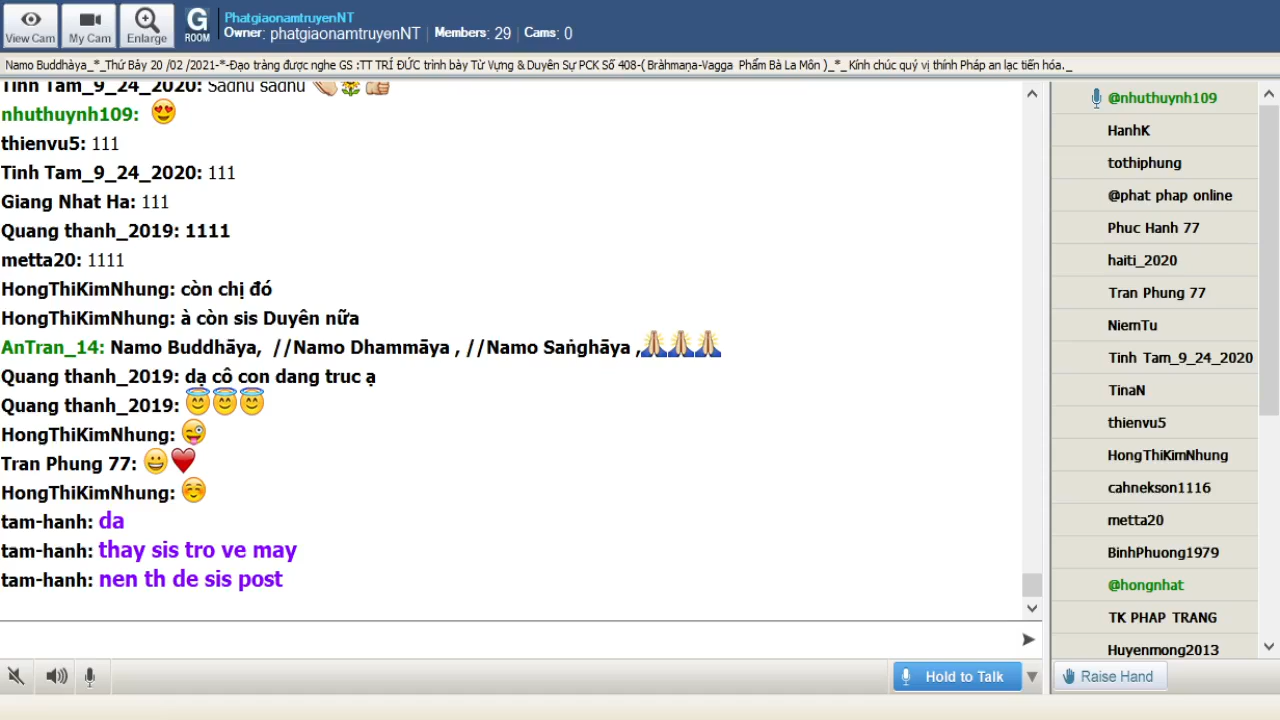 View Cam
My Cam
Enlarge
G
ROOM
PhatgiaonamtruyenNT
Owner: phatgiaonamtruyenNT | Members: 29 | Cams: 0
Namo Buddhàya_*_Thứ Bảy 20 /02 /2021-*-Đạo tràng được nghe GS :TT TRÍ ĐỨC trình bày Từ Vựng & Duyên Sự PCK Số 408-( Bràhmaṇa-Vagga Phẩm Bà La Môn )_*_ Kính chúc quý vị thính Pháp an lạc tiến hóa._
Tinh Tam_9_24_2020: Sadhu sadhu
nhuthuynh109:
thienvu5: 111
Tinh Tam_9_24_2020: 111
Giang Nhat Ha: 111
Quang thanh_2019: 1111
metta20: 1111
HongThiKimNhung: còn chị đó
HongThiKimNhung: à còn sis Duyên nữa
AnTran_14: Namo Buddhāya, //Namo Dhammāya , //Namo Saṅghāya ,
Quang thanh_2019: dạ cô con dang truc ạ
Quang thanh_2019:
HongThiKimNhung:
Tran Phung 77:
HongThiKimNhung:
tam-hanh: da
tam-hanh: thay sis tro ve may
tam-hanh: nen th de sis post
Hold to Talk
@nhuthuynh109
HanhK
tothiphung
@phat phap online
Phuc Hanh 77
haiti_2020
Tran Phung 77
NiemTu
Tinh Tam_9_24_2020
TinaN
thienvu5
HongThiKimNhung
cahnekson1116
metta20
BinhPhuong1979
@hongnhat
TK PHAP TRANG
Huyenmong2013
Raise Hand